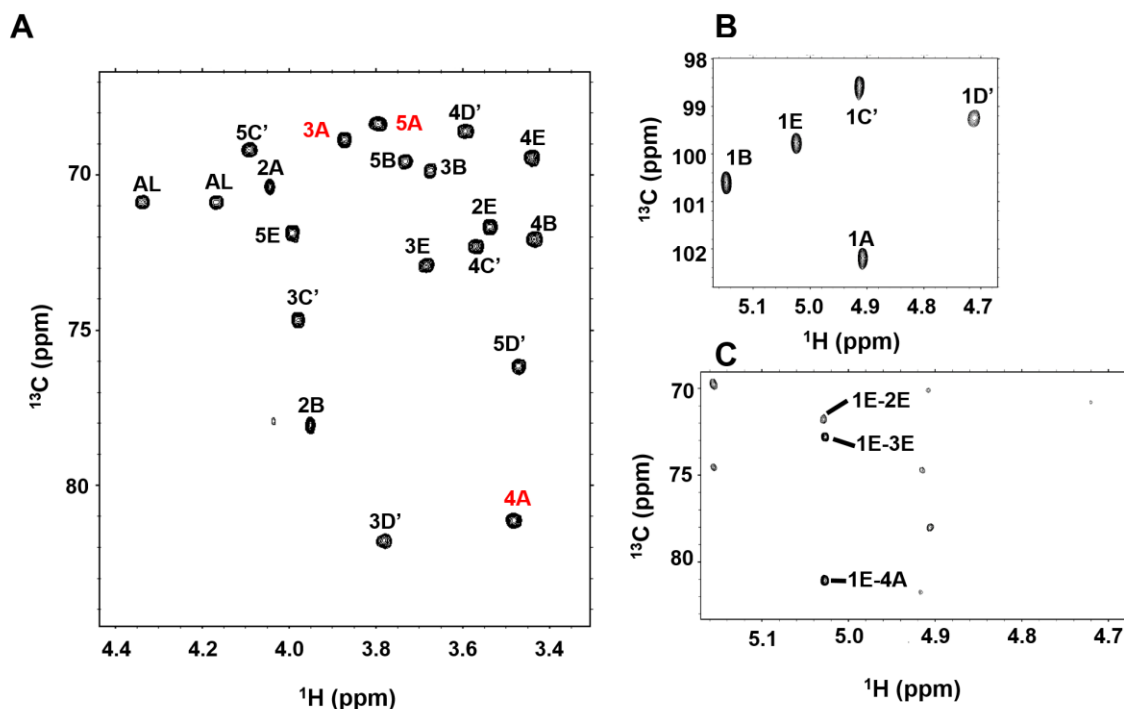 A
3A
5A
4D’
5C’
2A
5B
3B
4E
AL
AL
5E
2E
3E
4C’
4B
3C’
5D’
2B
3D’
4A
70
75
80
¹³C (ppm)
4.4
4.2
4.0
3.8
3.6
3.4
¹H (ppm)
B
98
99
100
101
102
¹³C (ppm)
1B
1E
1C’
1D’
1A
5.1
5.0
4.9
4.8
4.7
¹H (ppm)
C
70
75
80
¹³C (ppm)
1E-2E
1E-3E
1E-4A
5.1
5.0
4.9
4.8
4.7
¹H (ppm)